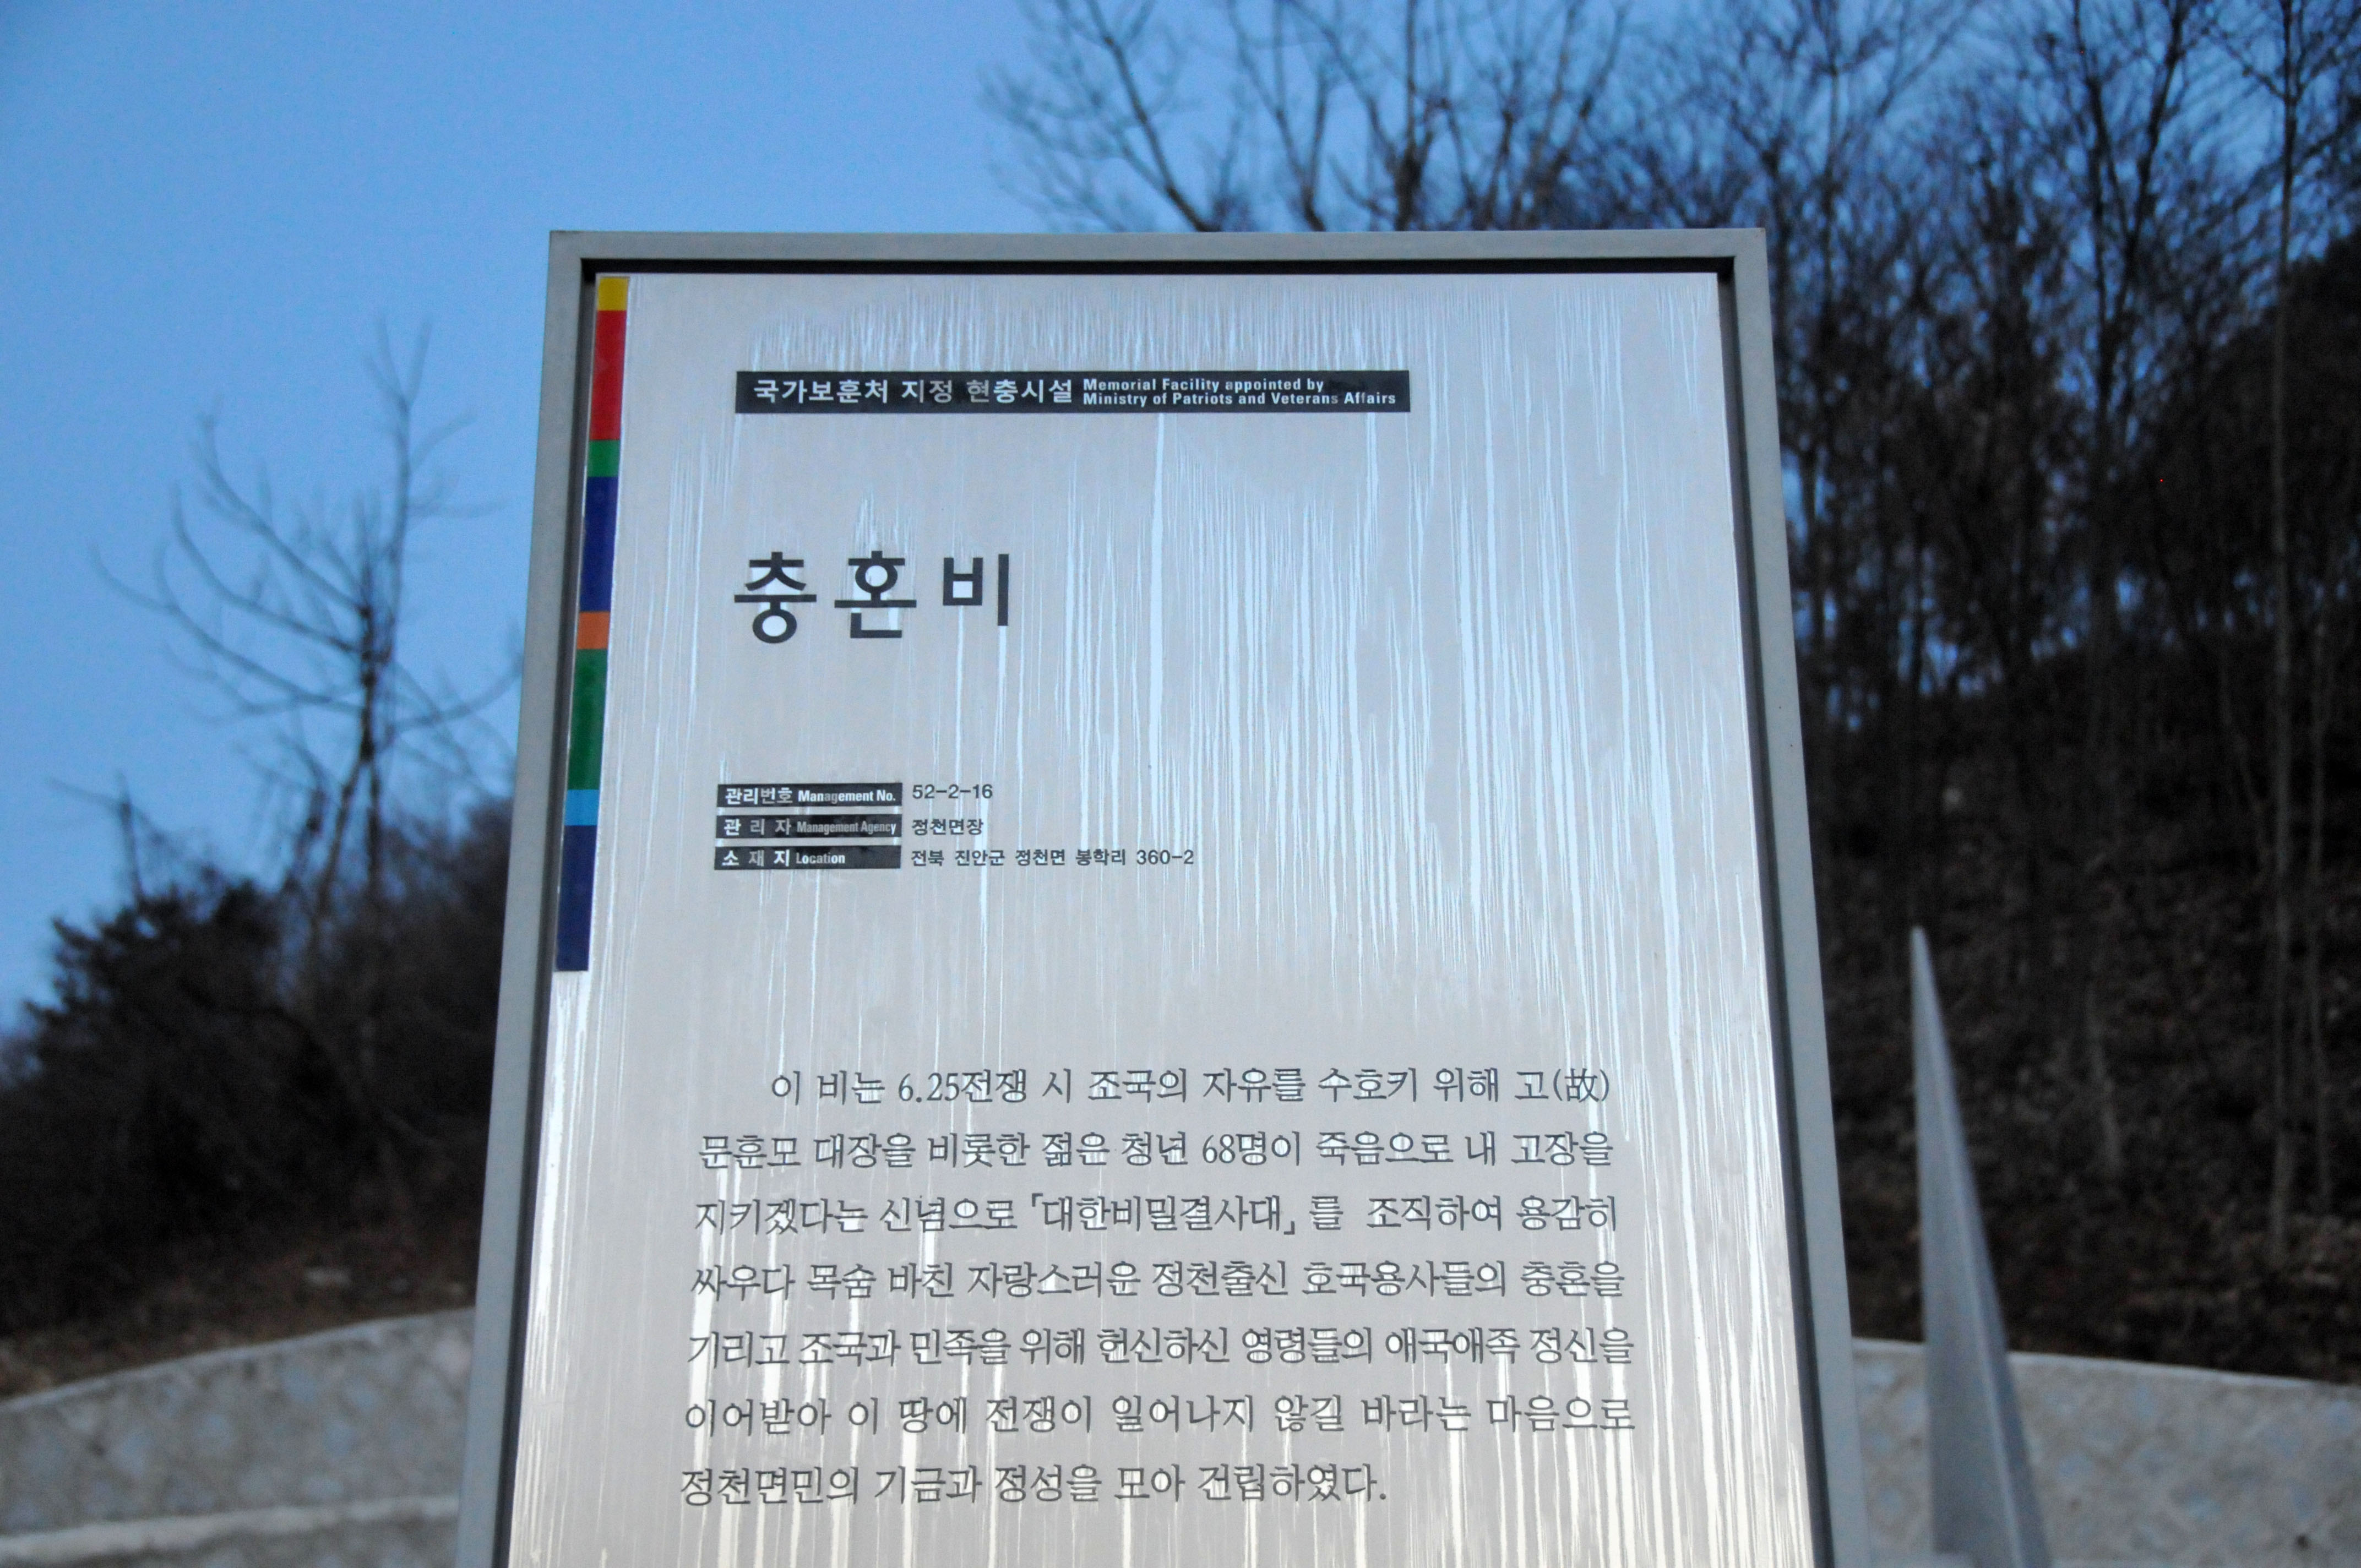 국가보훈처 지정 현충시설 Memorial Facility appointed by
Ministry of Patriots and Veterans Affairs
충혼비
관리번호 Management No. 52-2-16
관 리 자 Management Agency 정천면장
소 재 지 Location 전북 진안군 정천면 봉학리 360-2
이 비는 6.25전쟁 시 조국의 자유를 수호키 위해 고(故)
문훈모 대장을 비롯한 젊은 청년 68명이 죽음으로 내 고장을
지키겠다는 신념으로 「대한비밀결사대」 를 조직하여 용감히
싸우다 목숨 바친 자랑스러운 정천출신 호국용사들의 충혼을
기리고 조국과 민족을 위해 헌신하신 영령들의 애국애족 정신을
이어받아 이 땅에 전쟁이 일어나지 않길 바라는 마음으로
정천면민의 기금과 정성을 모아 건립하였다.